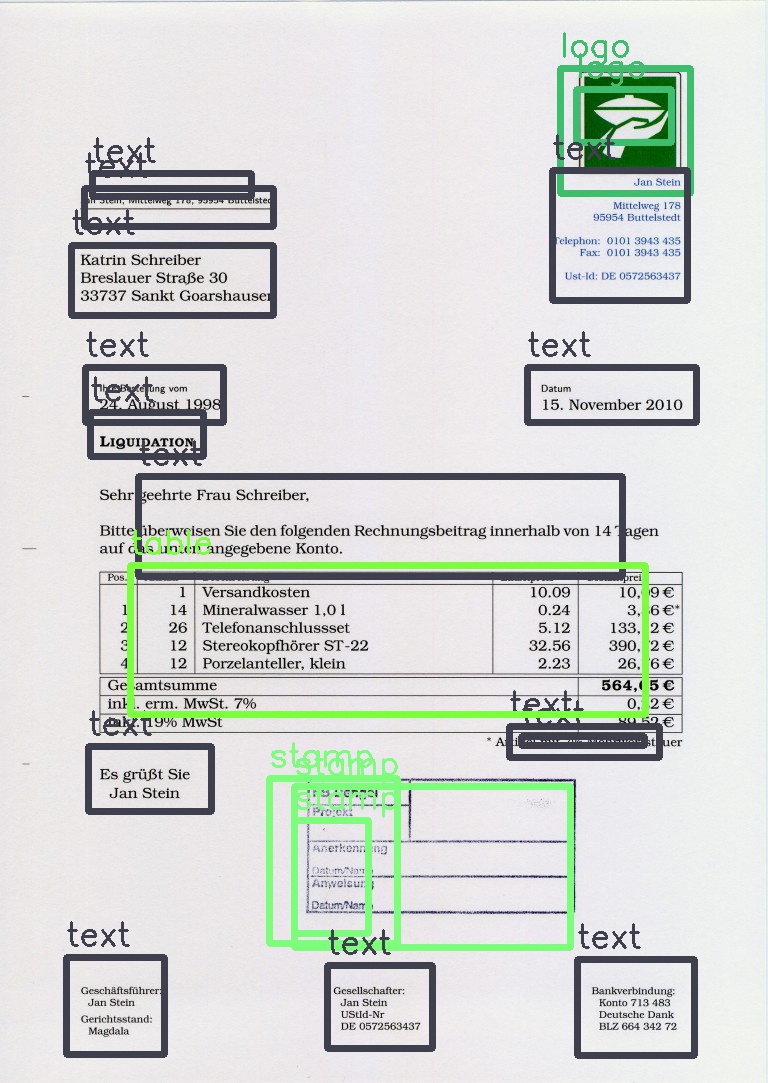 logo
logo
text
text
text
Jan Stein
Jan Stein, Mittelweg 178, 95954 Buttelstedt
Mittelweg 178
95954 Buttelstedt
text
Telephon: 0101 3943 435
Fax: 0101 3943 435
Ust-Id: DE 0572563437
Katrin Schreiber
Breslauer Straße 30
33737 Sankt Goarshausen
text
text
Ihre Bestellung vom
Datum
text
24. August 1998
15. November 2010
LIQUIDATION
text
Sehr geehrte Frau Schreiber,
Bitte überweisen Sie den folgenden Rechnungsbeitrag innerhalb von 14 Tagen
auf das unten angegebene Konto.
table
Pos.
1 Versandkosten 10.09 10,09 €
1 14 Mineralwasser 1,0 l 0.24 3,36 €*
2 26 Telefonanschlussset 5.12 133,12 €
3 12 Stereokopfhörer ST-22 32.56 390,72 €
4 12 Porzelanteller, klein 2.23 26,76 €
Gesamtsumme 564,05 €
inkl. erm. MwSt. 7% 0,22 €
inkl. 19% MwSt 89,52 €
text
text
text
* Artikel mit 7% Mehrwertsteuer
Es grüßt Sie
Jan Stein
stamp
stamp
stamp
Projekt
Anerkennung
Datum/Name
Anweisung
Datum/Name
text
text
text
Geschäftsführer:
Jan Stein
Gerichtsstand:
Magdala
Gesellschafter:
Jan Stein
UStId-Nr
DE 0572563437
Bankverbindung:
Konto 713 483
Deutsche Dank
BLZ 664 342 72